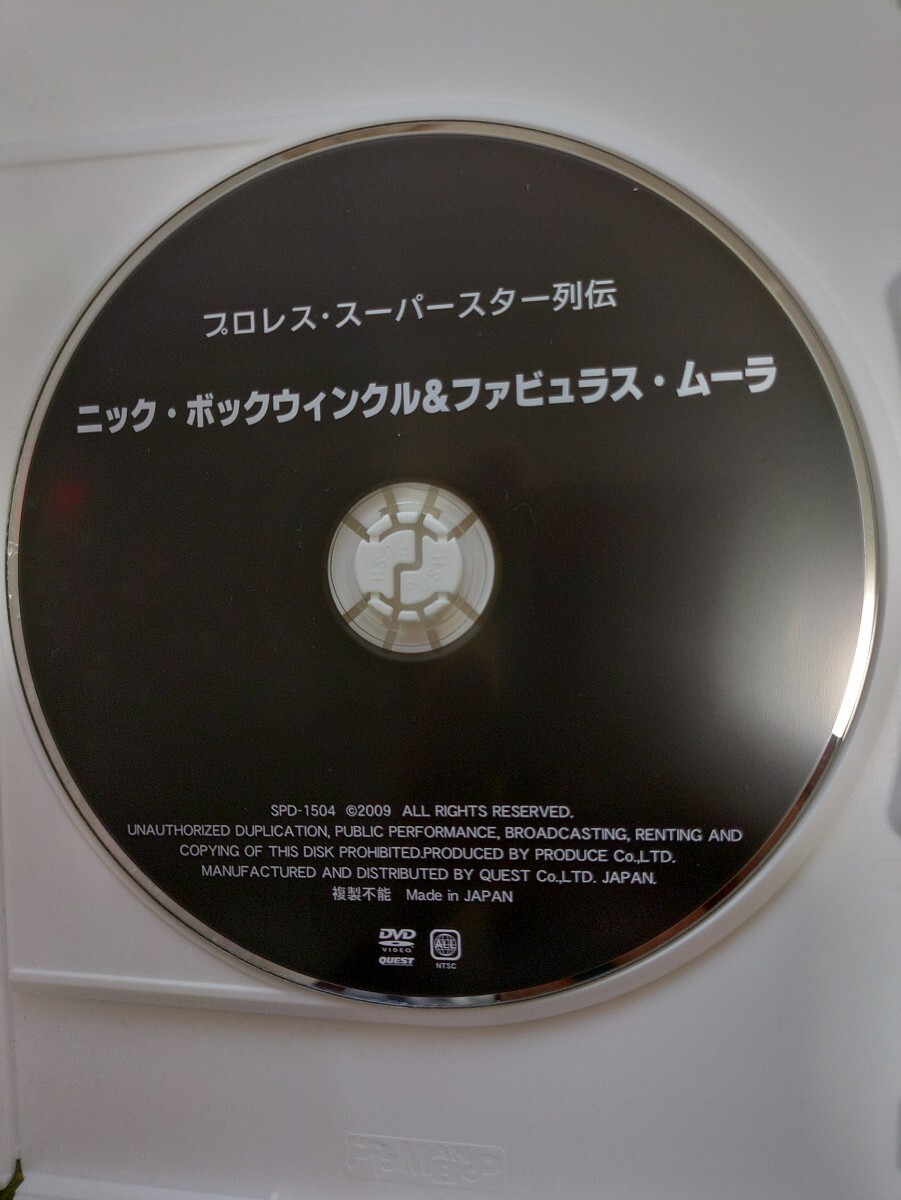 プロレス・スーパースター列伝
ニック・ボックウィンクル&ファビュラス・ムーラ
PUSH
PUSH
SPD-1504 ©2009 ALL RIGHTS RESERVED.
UNAUTHORIZED DUPLICATION, PUBLIC PERFORMANCE, BROADCASTING, RENTING AND
COPYING OF THIS DISK PROHIBITED.PRODUCED BY PRODUCE Co.,LTD.
MANUFACTURED AND DISTRIBUTED BY QUEST Co.,LTD. JAPAN.
複製不能 Made in JAPAN
DVD
VIDEO
QUEST
ALL
NTSC